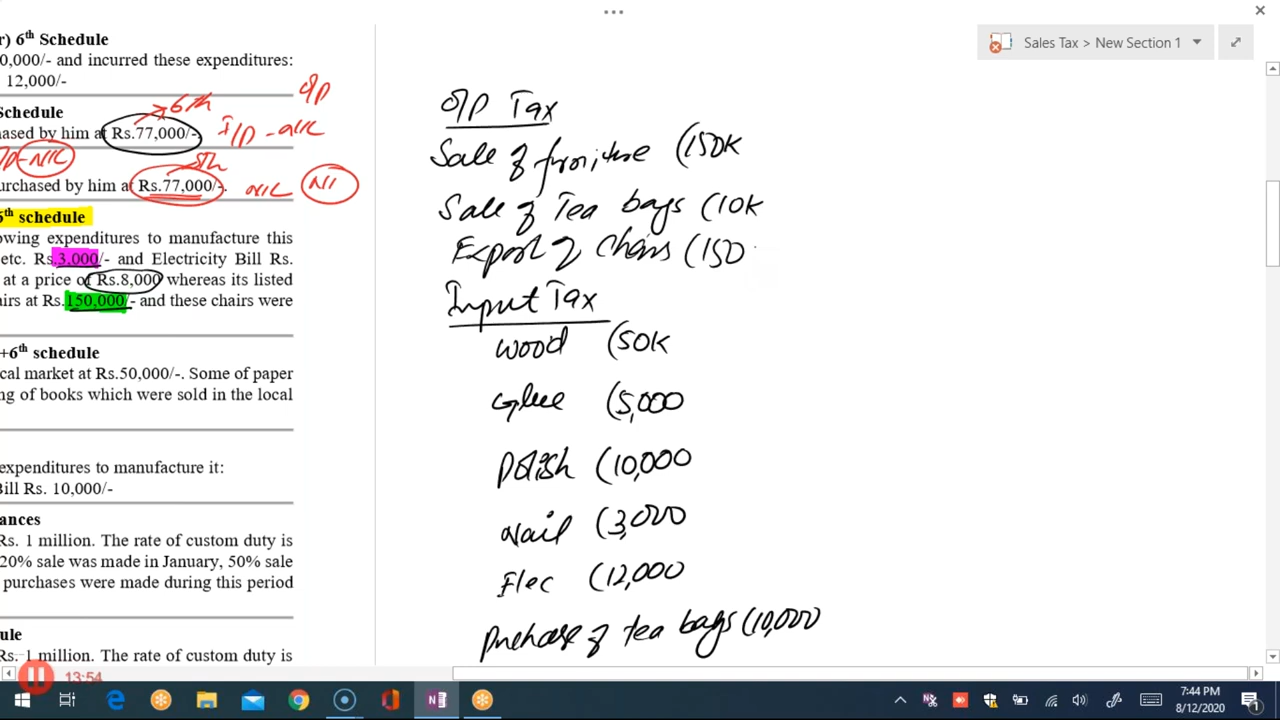 Sales Tax > New Section 1
r) 6th Schedule
0,000/- and incurred these expenditures:
12,000/-
o/p
6th
Schedule
hased by him at Rs.77,000/-.
I/p - a/c
p-N/C
5th
urchased by him at Rs.77,000/-.
a/c
N/C
5th schedule
owing expenditures to manufacture this
etc. Rs.3,000/- and Electricity Bill Rs.
at a price of Rs.8,000 whereas its listed
airs at Rs.150,000/- and these chairs were
+6th schedule
cal market at Rs.50,000/-. Some of paper
ng of books which were sold in the local
expenditures to manufacture it:
Bill Rs. 10,000/-
ances
Rs. 1 million. The rate of custom duty is
20% sale was made in January, 50% sale
purchases were made during this period
ule
Rs. 1 million. The rate of custom duty is
O/P Tax
Sale of furniture (150K
Sale of Tea bags (10K
Export of Chairs (150
Input Tax
wood (50K
Glue (5,000
Polish (10,000
Nail (3,000
Elec (12,000
Purchase of tea bags (10,000
13:54
7:44 PM
8/12/2020